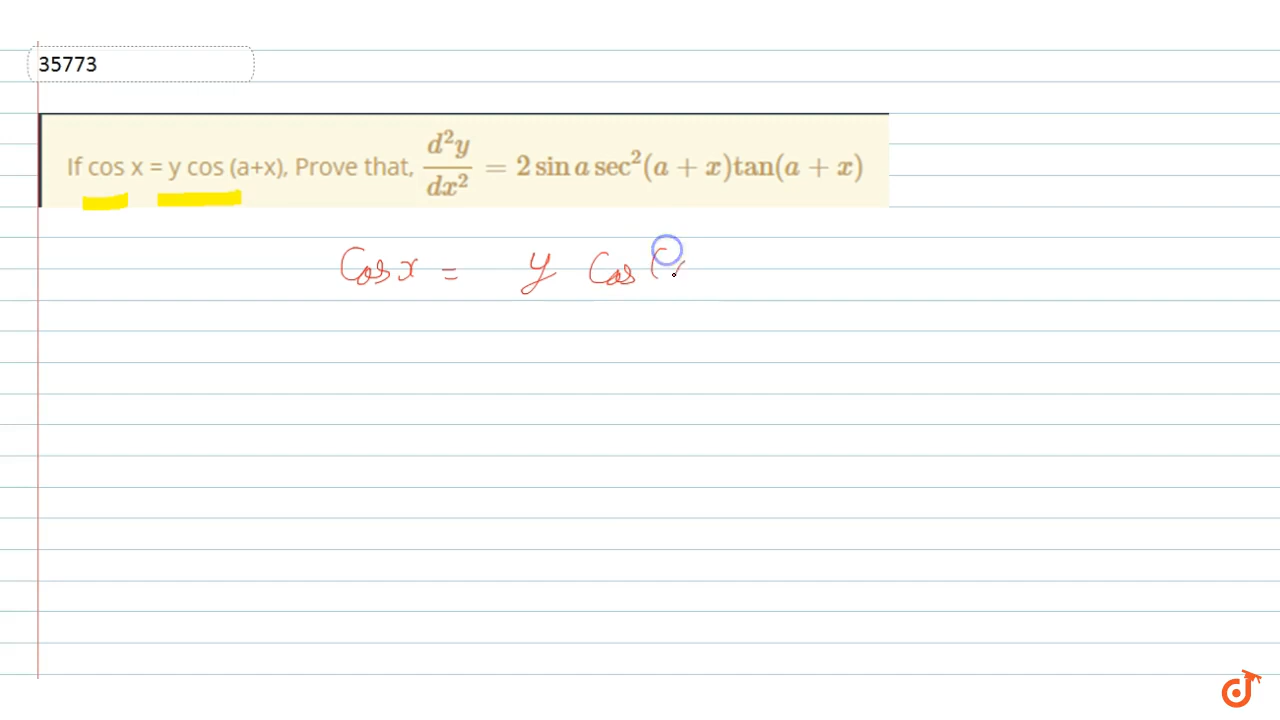 35773
If cos x = y cos (a+x), Prove that, d²y/dx² = 2 sin a sec²(a + x)tan(a + x)
Cos x = y Cos (